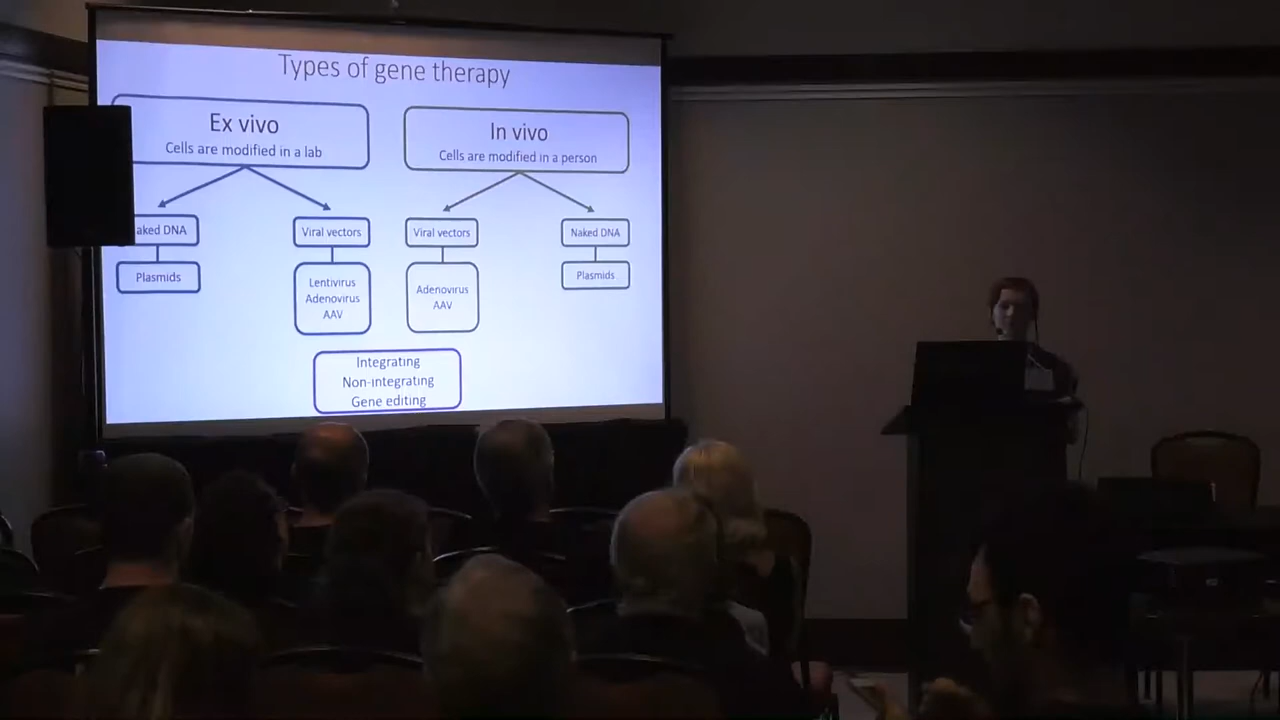 Types of gene therapy
Ex vivo
Cells are modified in a lab
In vivo
Cells are modified in a person
DNA
Viral vectors
Viral vectors
Naked DNA
Plasmids
Lentivirus
Adenovirus
AAV
Adenovirus
AAV
Plasmids
Integrating
Non-integrating
Gene editing